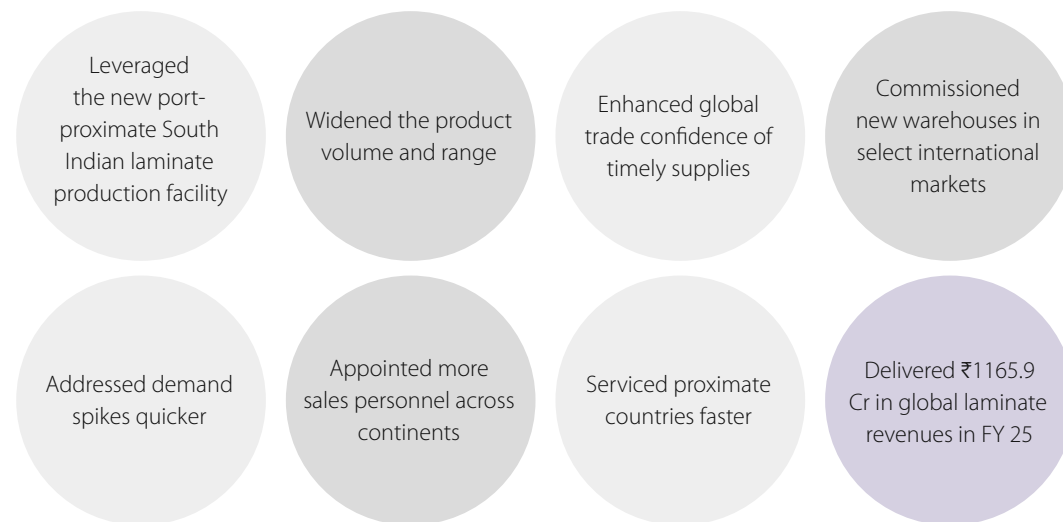 Leveraged
the new port-
proximate South
Indian laminate
production facility
Widened the product
volume and range
Enhanced global
trade confidence of
timely supplies
Commissioned
new warehouses in
select international
markets
Addressed demand
spikes quicker
Appointed more
sales personnel across
continents
Serviced proximate
countries faster
Delivered ₹1165.9
Cr in global laminate
revenues in FY 25